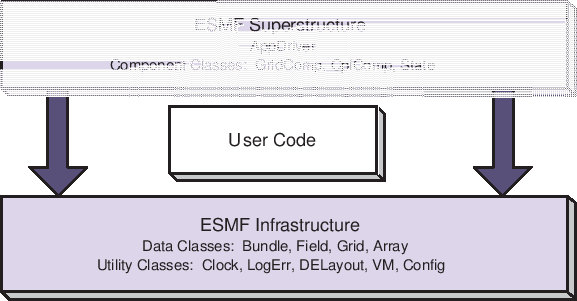 ESMF Superstructure
AppDriver
Component Classes: GridComp, CplComp, State
User Code
ESMF Infrastructure
Data Classes: Bundle, Field, Grid, Array
Utility Classes: Clock, LogErr, DELayout, VM, Config